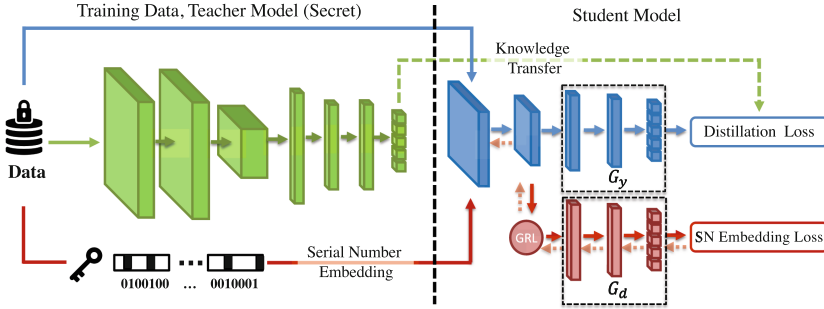 Training Data, Teacher Model (Secret)
Student Model
Knowledge
Transfer
Data
G_y
Distillation Loss
GRL
SN Embedding Loss
Serial Number
Embedding
0100100 ... 0010001
G_d